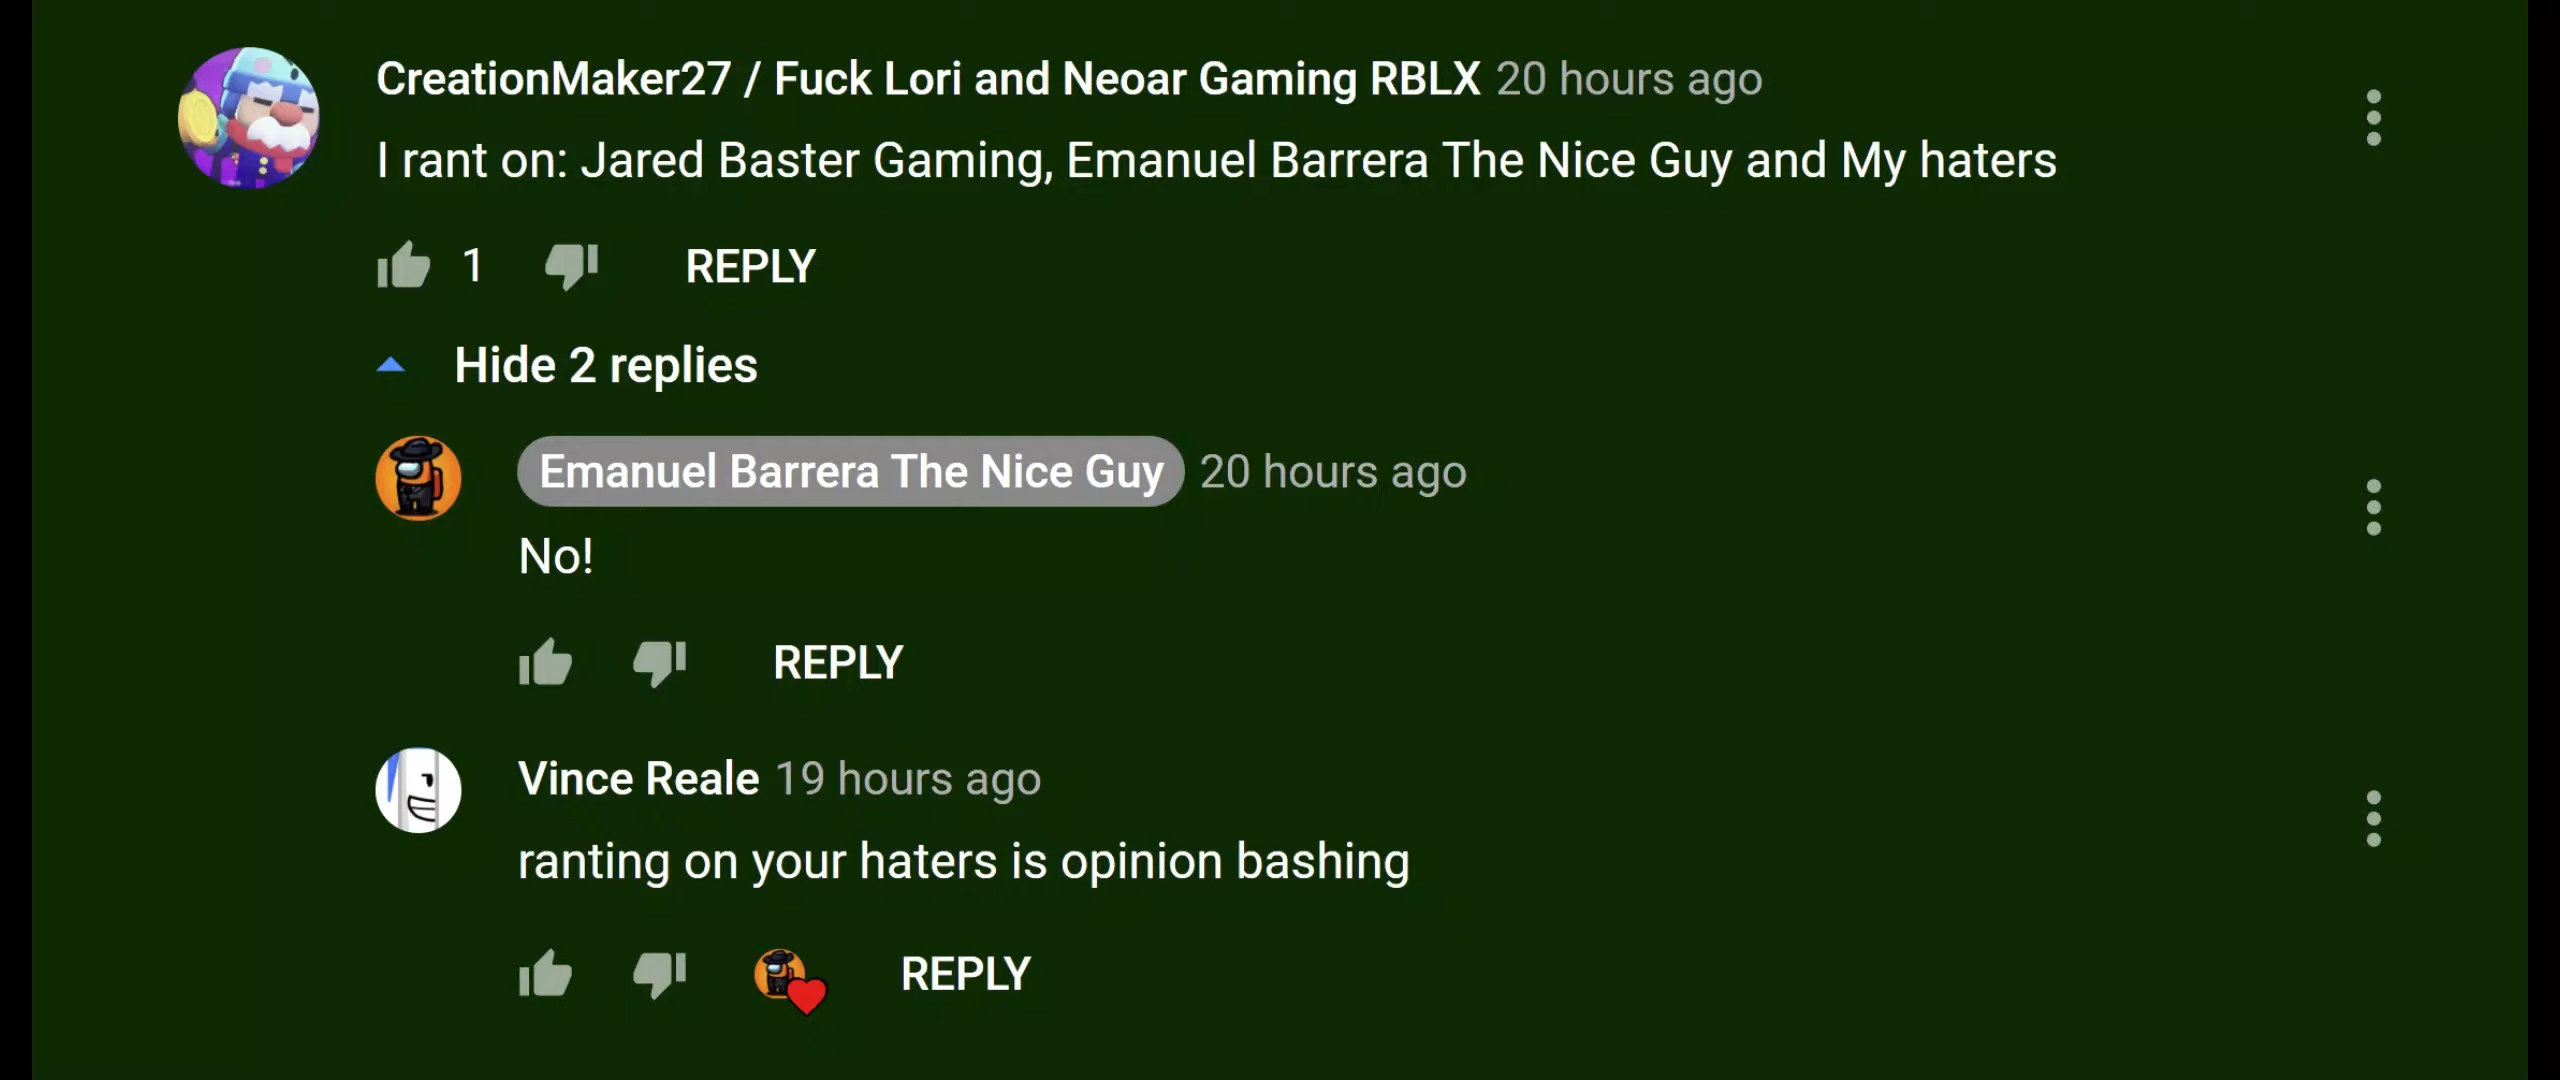 CreationMaker27 / Fuck Lori and Neoar Gaming RBLX 20 hours ago
I rant on: Jared Baster Gaming, Emanuel Barrera The Nice Guy and My haters
1 REPLY
Hide 2 replies
Emanuel Barrera The Nice Guy 20 hours ago
No!
REPLY
Vince Reale 19 hours ago
ranting on your haters is opinion bashing
REPLY